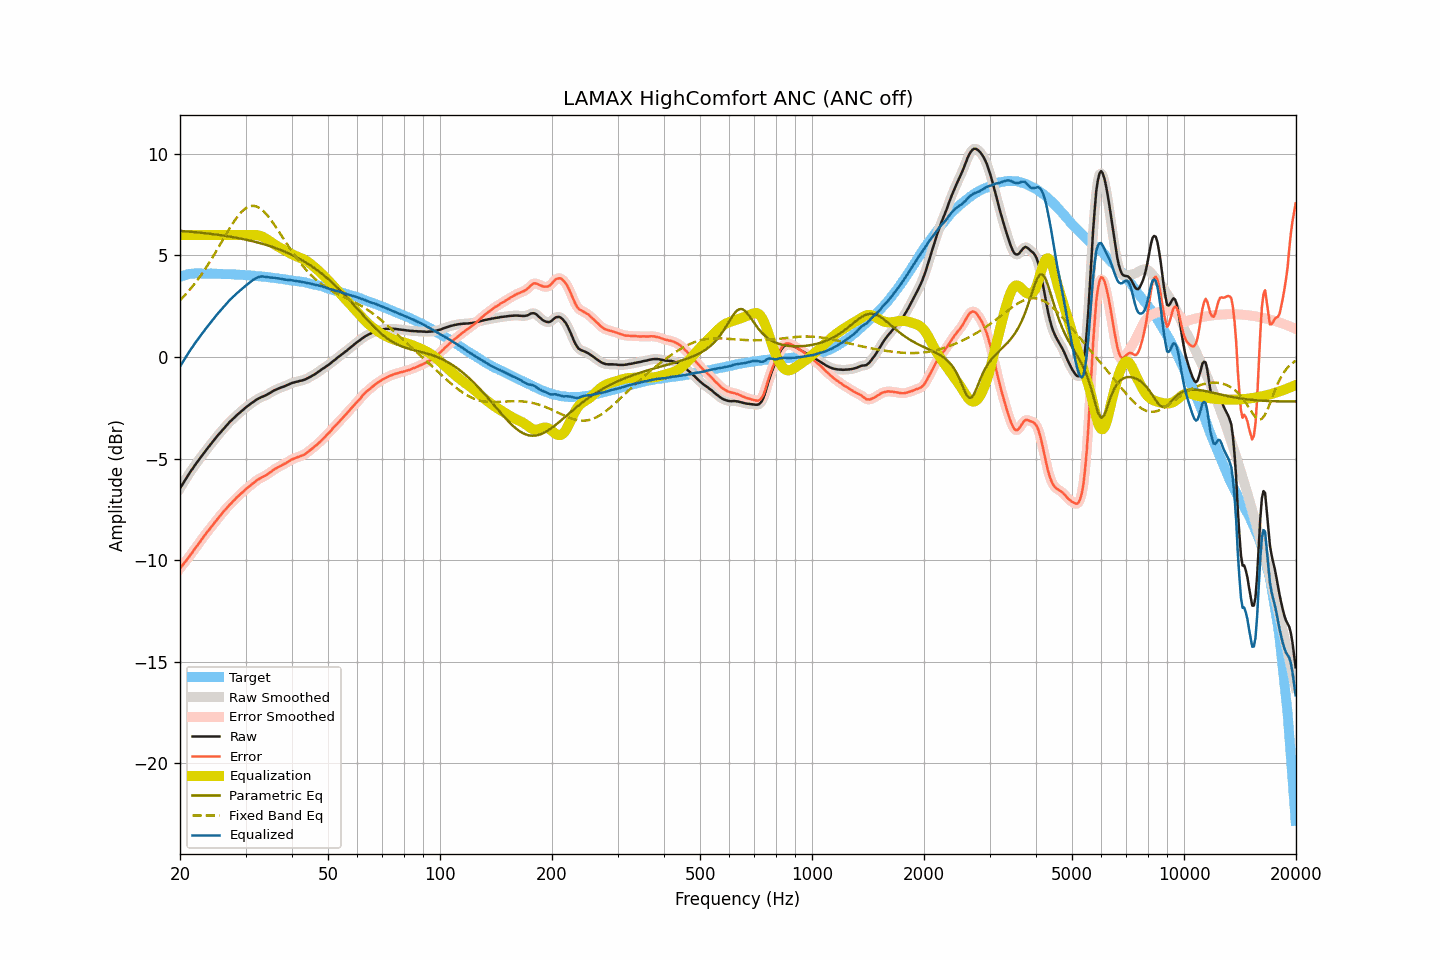 LAMAX HighComfort ANC (ANC off)
Amplitude (dBr)
10
5
0
−5
−10
−15
−20
Target
Raw Smoothed
Error Smoothed
Raw
Error
Equalization
Parametric Eq
Fixed Band Eq
Equalized
20 50 100 200 500 1000 2000 5000 10000 20000
Frequency (Hz)